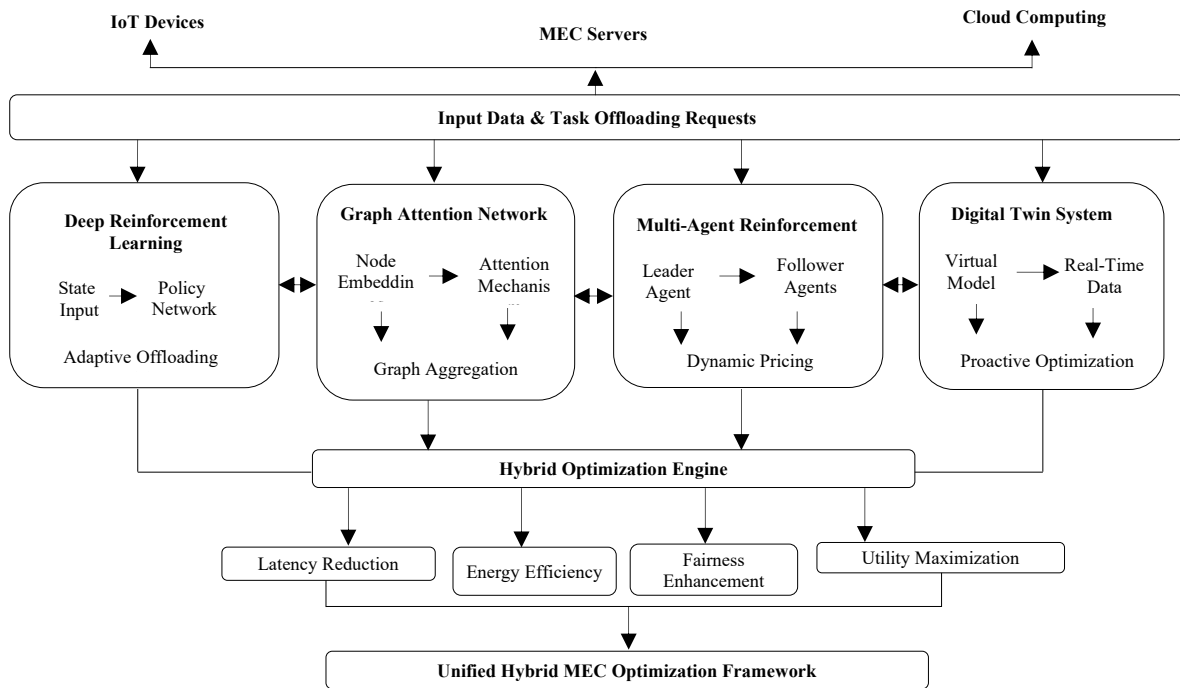 IoT Devices
MEC Servers
Cloud Computing
Input Data & Task Offloading Requests
Deep Reinforcement
Learning
State
Input
Policy
Network
Adaptive Offloading
Graph Attention Network
Node
Embeddin
Attention
Mechanis
Graph Aggregation
Multi-Agent Reinforcement
Leader
Agent
Follower
Agents
Dynamic Pricing
Digital Twin System
Virtual
Model
Real-Time
Data
Proactive Optimization
Hybrid Optimization Engine
Latency Reduction
Energy Efficiency
Fairness
Enhancement
Utility Maximization
Unified Hybrid MEC Optimization Framework